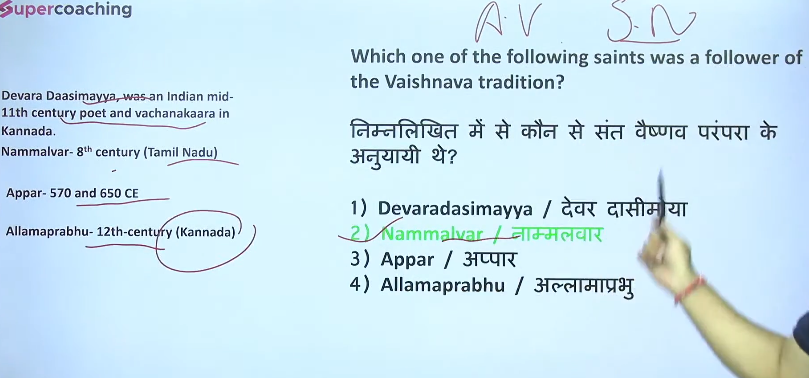 Supercoaching
A.V S.N
Which one of the following saints was a follower of
the Vaishnava tradition?
निम्नलिखित में से कौन से संत वैष्णव परंपरा के
अनुयायी थे?
1) Devaradasimayya / देवर दासीमाया
2) Nammalvar / नाम्मलवार
3) Appar / अप्पार
4) Allamaprabhu / अल्लामाप्रभु
Devara Daasimayya, was an Indian mid-
11th century poet and vachanakaara in
Kannada.
Nammalvar- 8th century (Tamil Nadu)
Appar- 570 and 650 CE
Allamaprabhu- 12th-century (Kannada)